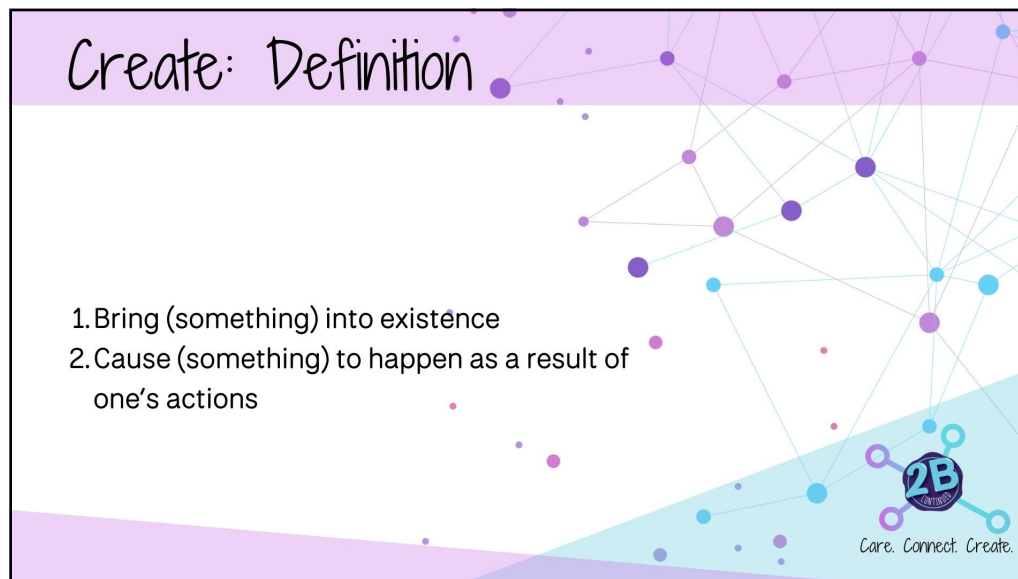 Create: Definition
1. Bring (something) into existence
2. Cause (something) to happen as a result of
one's actions
2B
CONTINUED
Care. Connect. Create.